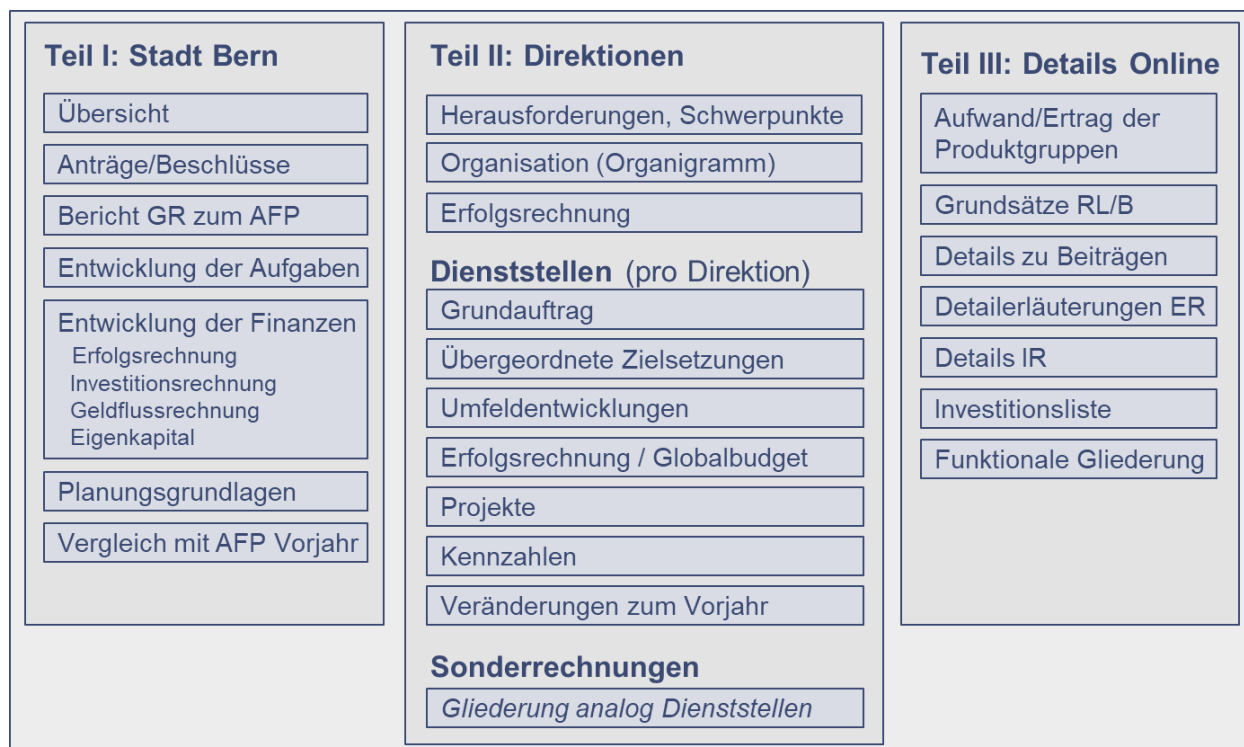 Teil I: Stadt Bern
Übersicht
Anträge/Beschlüsse
Bericht GR zum AFP
Entwicklung der Aufgaben
Entwicklung der Finanzen
Erfolgsrechnung
Investitionsrechnung
Geldflussrechnung
Eigenkapital
Planungsgrundlagen
Vergleich mit AFP Vorjahr
Teil II: Direktionen
Herausforderungen, Schwerpunkte
Organisation (Organigramm)
Erfolgsrechnung
Dienststellen (pro Direktion)
Grundauftrag
Übergeordnete Zielsetzungen
Umfeldentwicklungen
Erfolgsrechnung / Globalbudget
Projekte
Kennzahlen
Veränderungen zum Vorjahr
Sonderrechnungen
Gliederung analog Dienststellen
Teil III: Details Online
Aufwand/Ertrag der
Produktgruppen
Grundsätze RL/B
Details zu Beiträgen
Detailerläuterungen ER
Details IR
Investitionsliste
Funktionale Gliederung